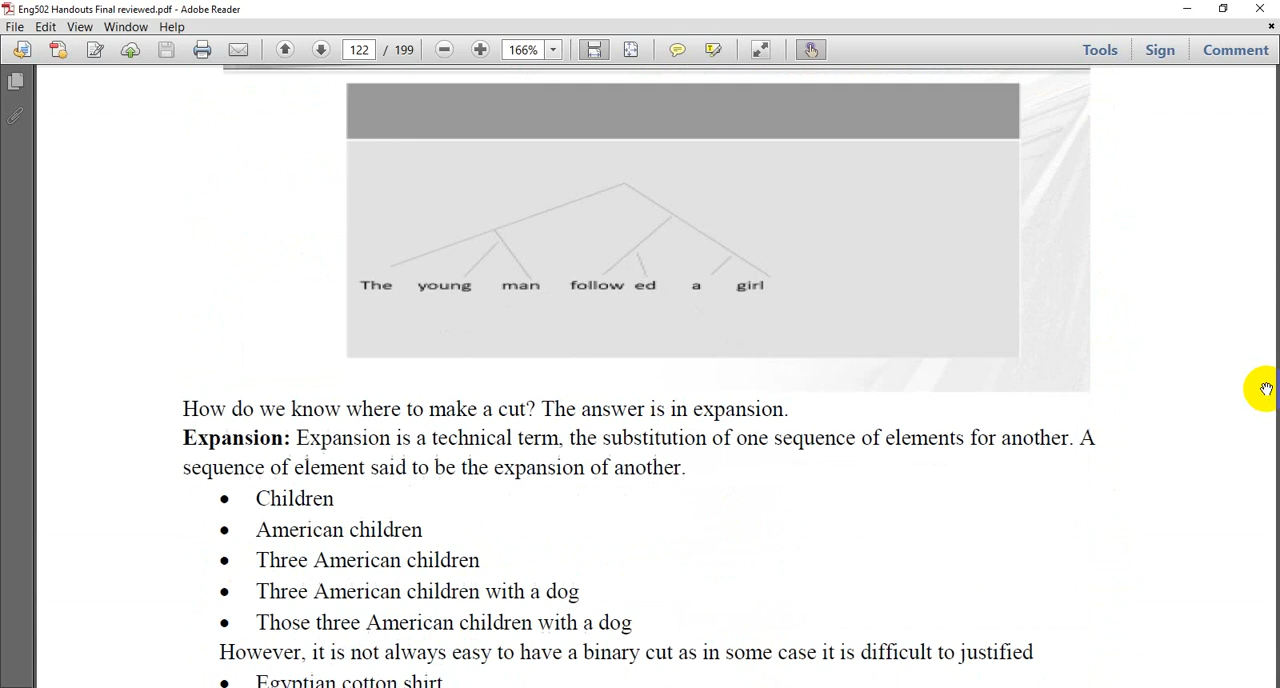 Eng502 Handouts Final reviewed.pdf - Adobe Reader
File Edit View Window Help
122 / 199 166% Tools Sign Comment
The young man follow ed a girl
How do we know where to make a cut? The answer is in expansion.
Expansion: Expansion is a technical term, the substitution of one sequence of elements for another. A
sequence of element said to be the expansion of another.
• Children
• American children
• Three American children
• Three American children with a dog
• Those three American children with a dog
However, it is not always easy to have a binary cut as in some case it is difficult to justified
• Egyptian cotton shirt